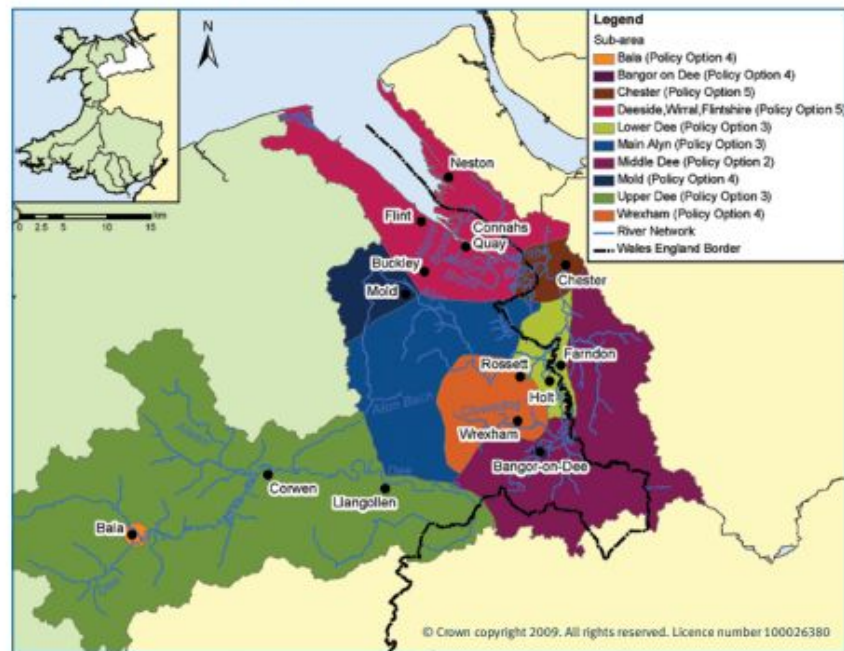 Legend
Sub-area
Bala (Policy Option 4)
Bangor on Dee (Policy Option 4)
Chester (Policy Option 5)
Deeside,Wirral,Flintshire (Policy Option 5)
Lower Dee (Policy Option 3)
Main Alyn (Policy Option 3)
Middle Dee (Policy Option 2)
Mold (Policy Option 4)
Upper Dee (Policy Option 3)
Wrexham (Policy Option 4)
River Network
Wales England Border
N
0 2.5 5 10 15
km
Neston
Flint
Connahs
Quay
Buckley
Mold
Chester
Rossett
Farndon
Holt
Wrexham
Bangor-on-Dee
Corwen
Llangollen
Bala
© Crown copyright 2009. All rights reserved. Licence number 100026380